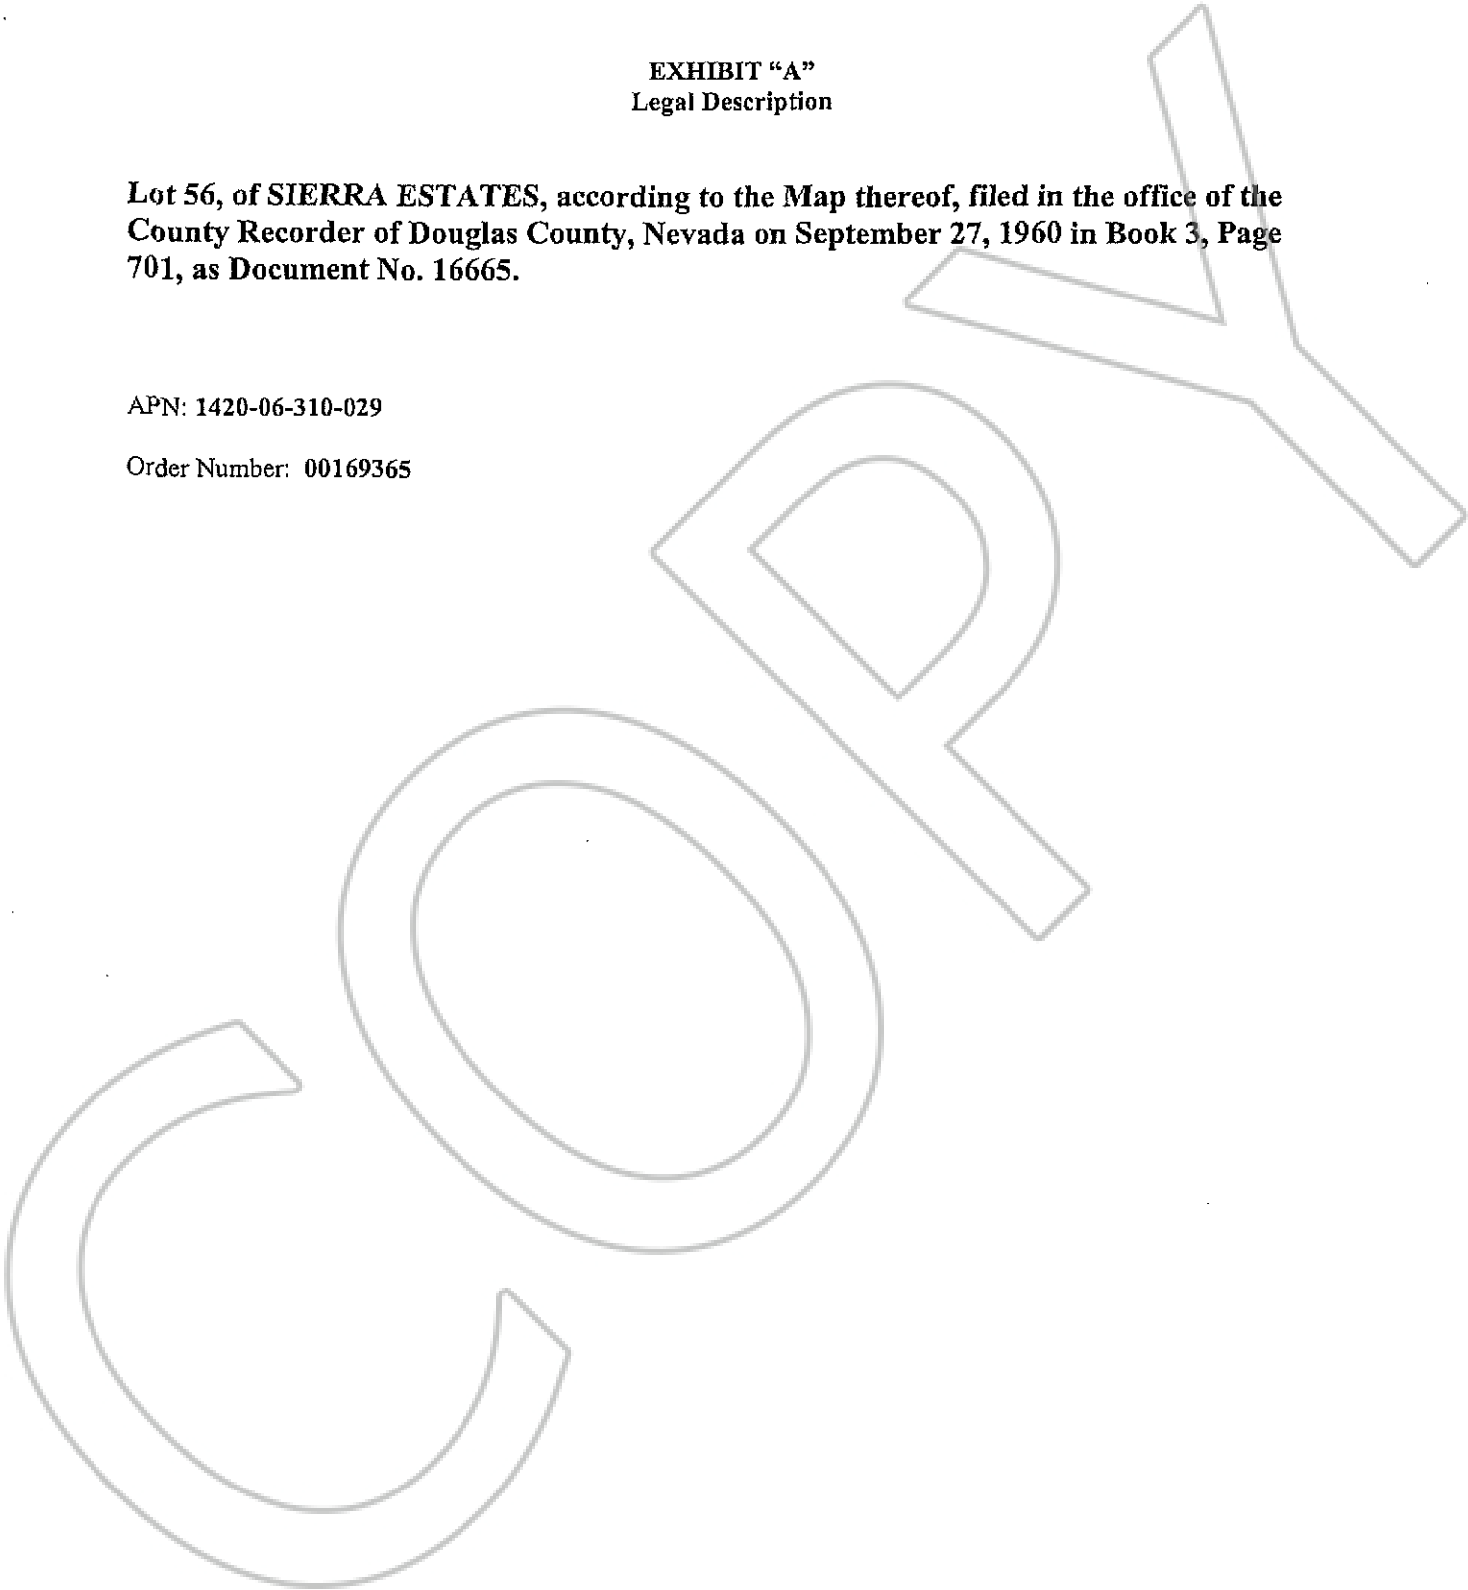 EXHIBIT “A”
Legal Description
Lot 56, of SIERRA ESTATES, according to the Map thereof, filed in the office of the
County Recorder of Douglas County, Nevada on September 27, 1960 in Book 3, Page
701, as Document No. 16665.
APN: 1420-06-310-029
Order Number: 00169365
COPY